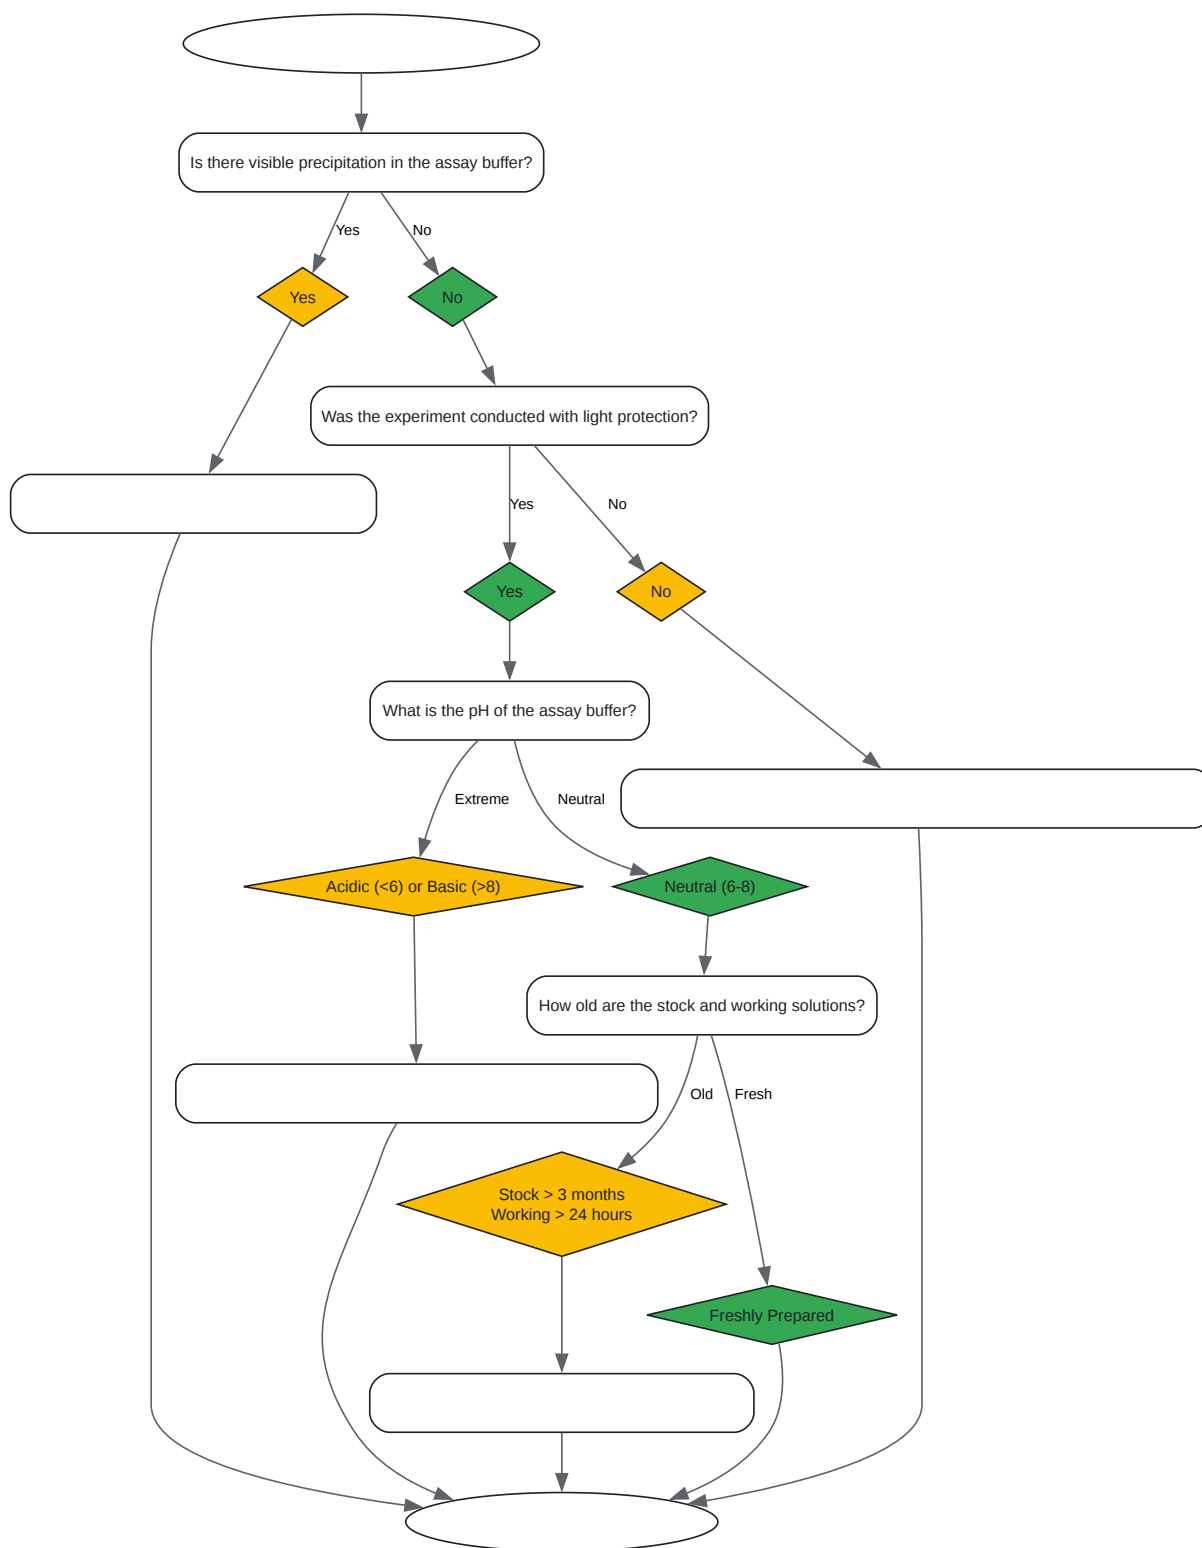 Is there visible precipitation in the assay buffer?
Yes
No
Yes
No
Was the experiment conducted with light protection?
Yes
No
Yes
No
What is the pH of the assay buffer?
Extreme
Neutral
Acidic (<6) or Basic (>8)
Neutral (6-8)
How old are the stock and working solutions?
Old
Fresh
Stock > 3 months
Working > 24 hours
Freshly Prepared